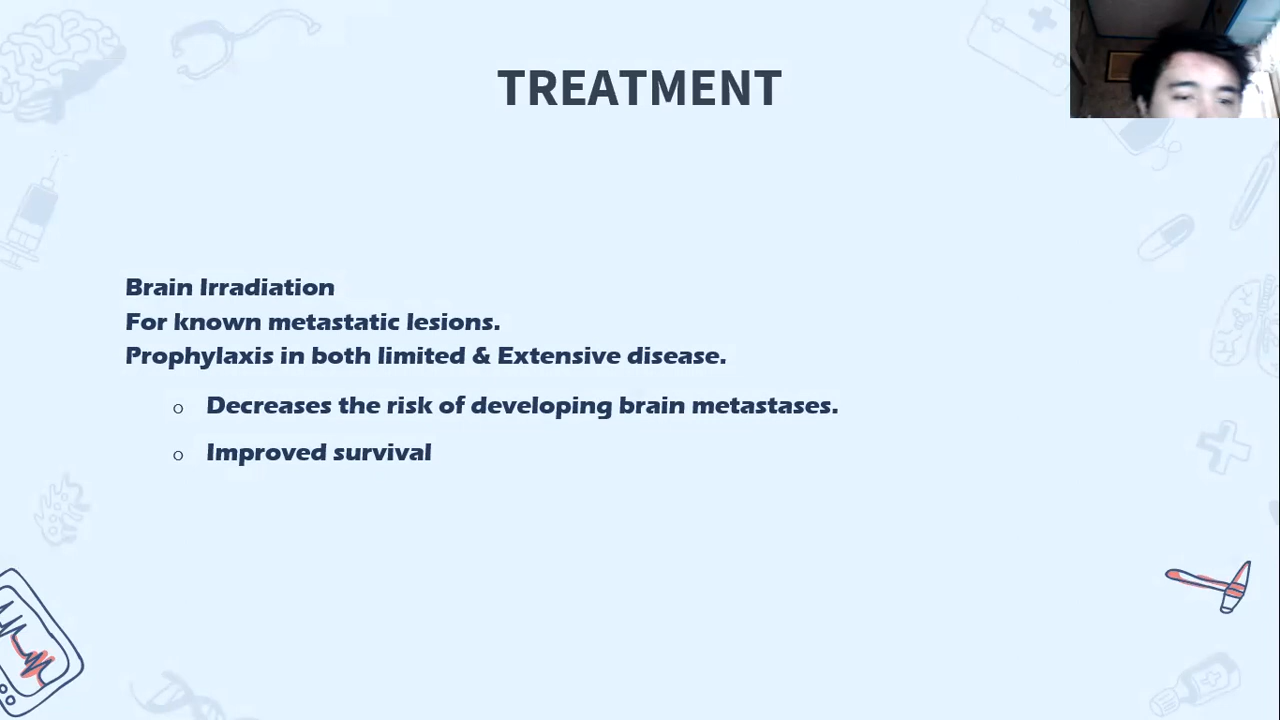 TREATMENT
Brain Irradiation
For known metastatic lesions.
Prophylaxis in both limited & Extensive disease.
o Decreases the risk of developing brain metastases.
o Improved survival